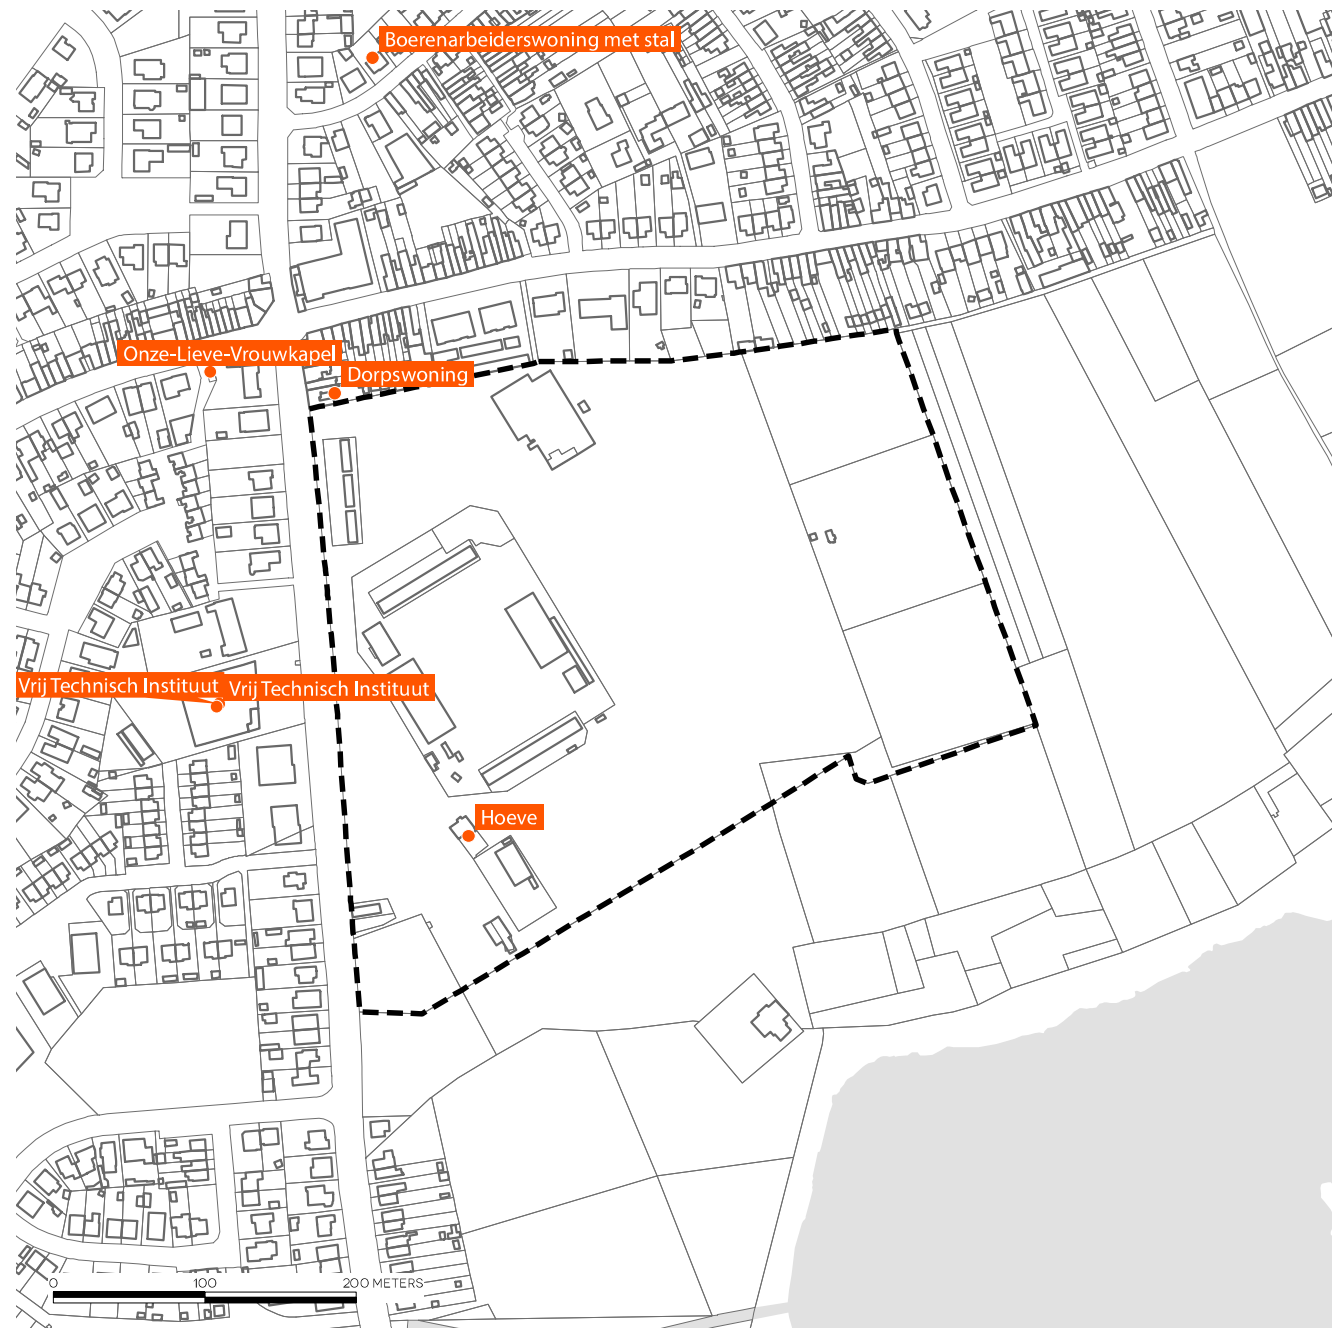 Boerenarbeiderswoning met stal
Onze-Lieve-Vrouwkapel
Dorpswoning
Vrij Technisch Instituut
Vrij Technisch Instituut
Hoeve
0 100 200 METERS